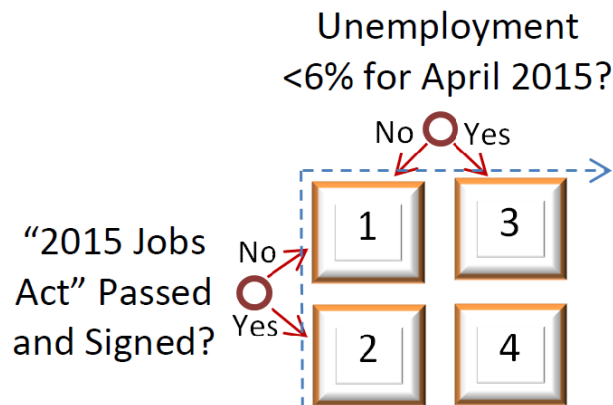 Unemployment
<6% for April 2015?
No Yes
1 3
“2015 Jobs
Act” Passed
and Signed?
No
Yes
2 4